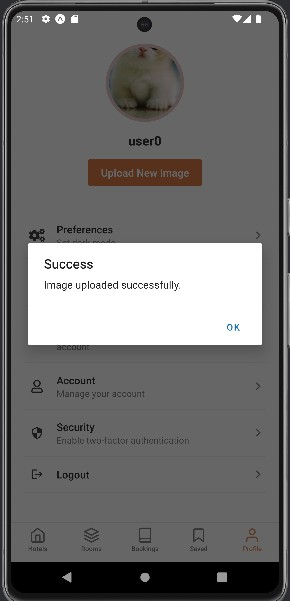 2:51
user0
Upload New Image
Preferences
Set dark mode
Success
Image uploaded successfully.
OK
account
Account
Manage your account
Security
Enable two-factor authentication
Logout
Hotels
Rooms
Bookings
Saved
Profile